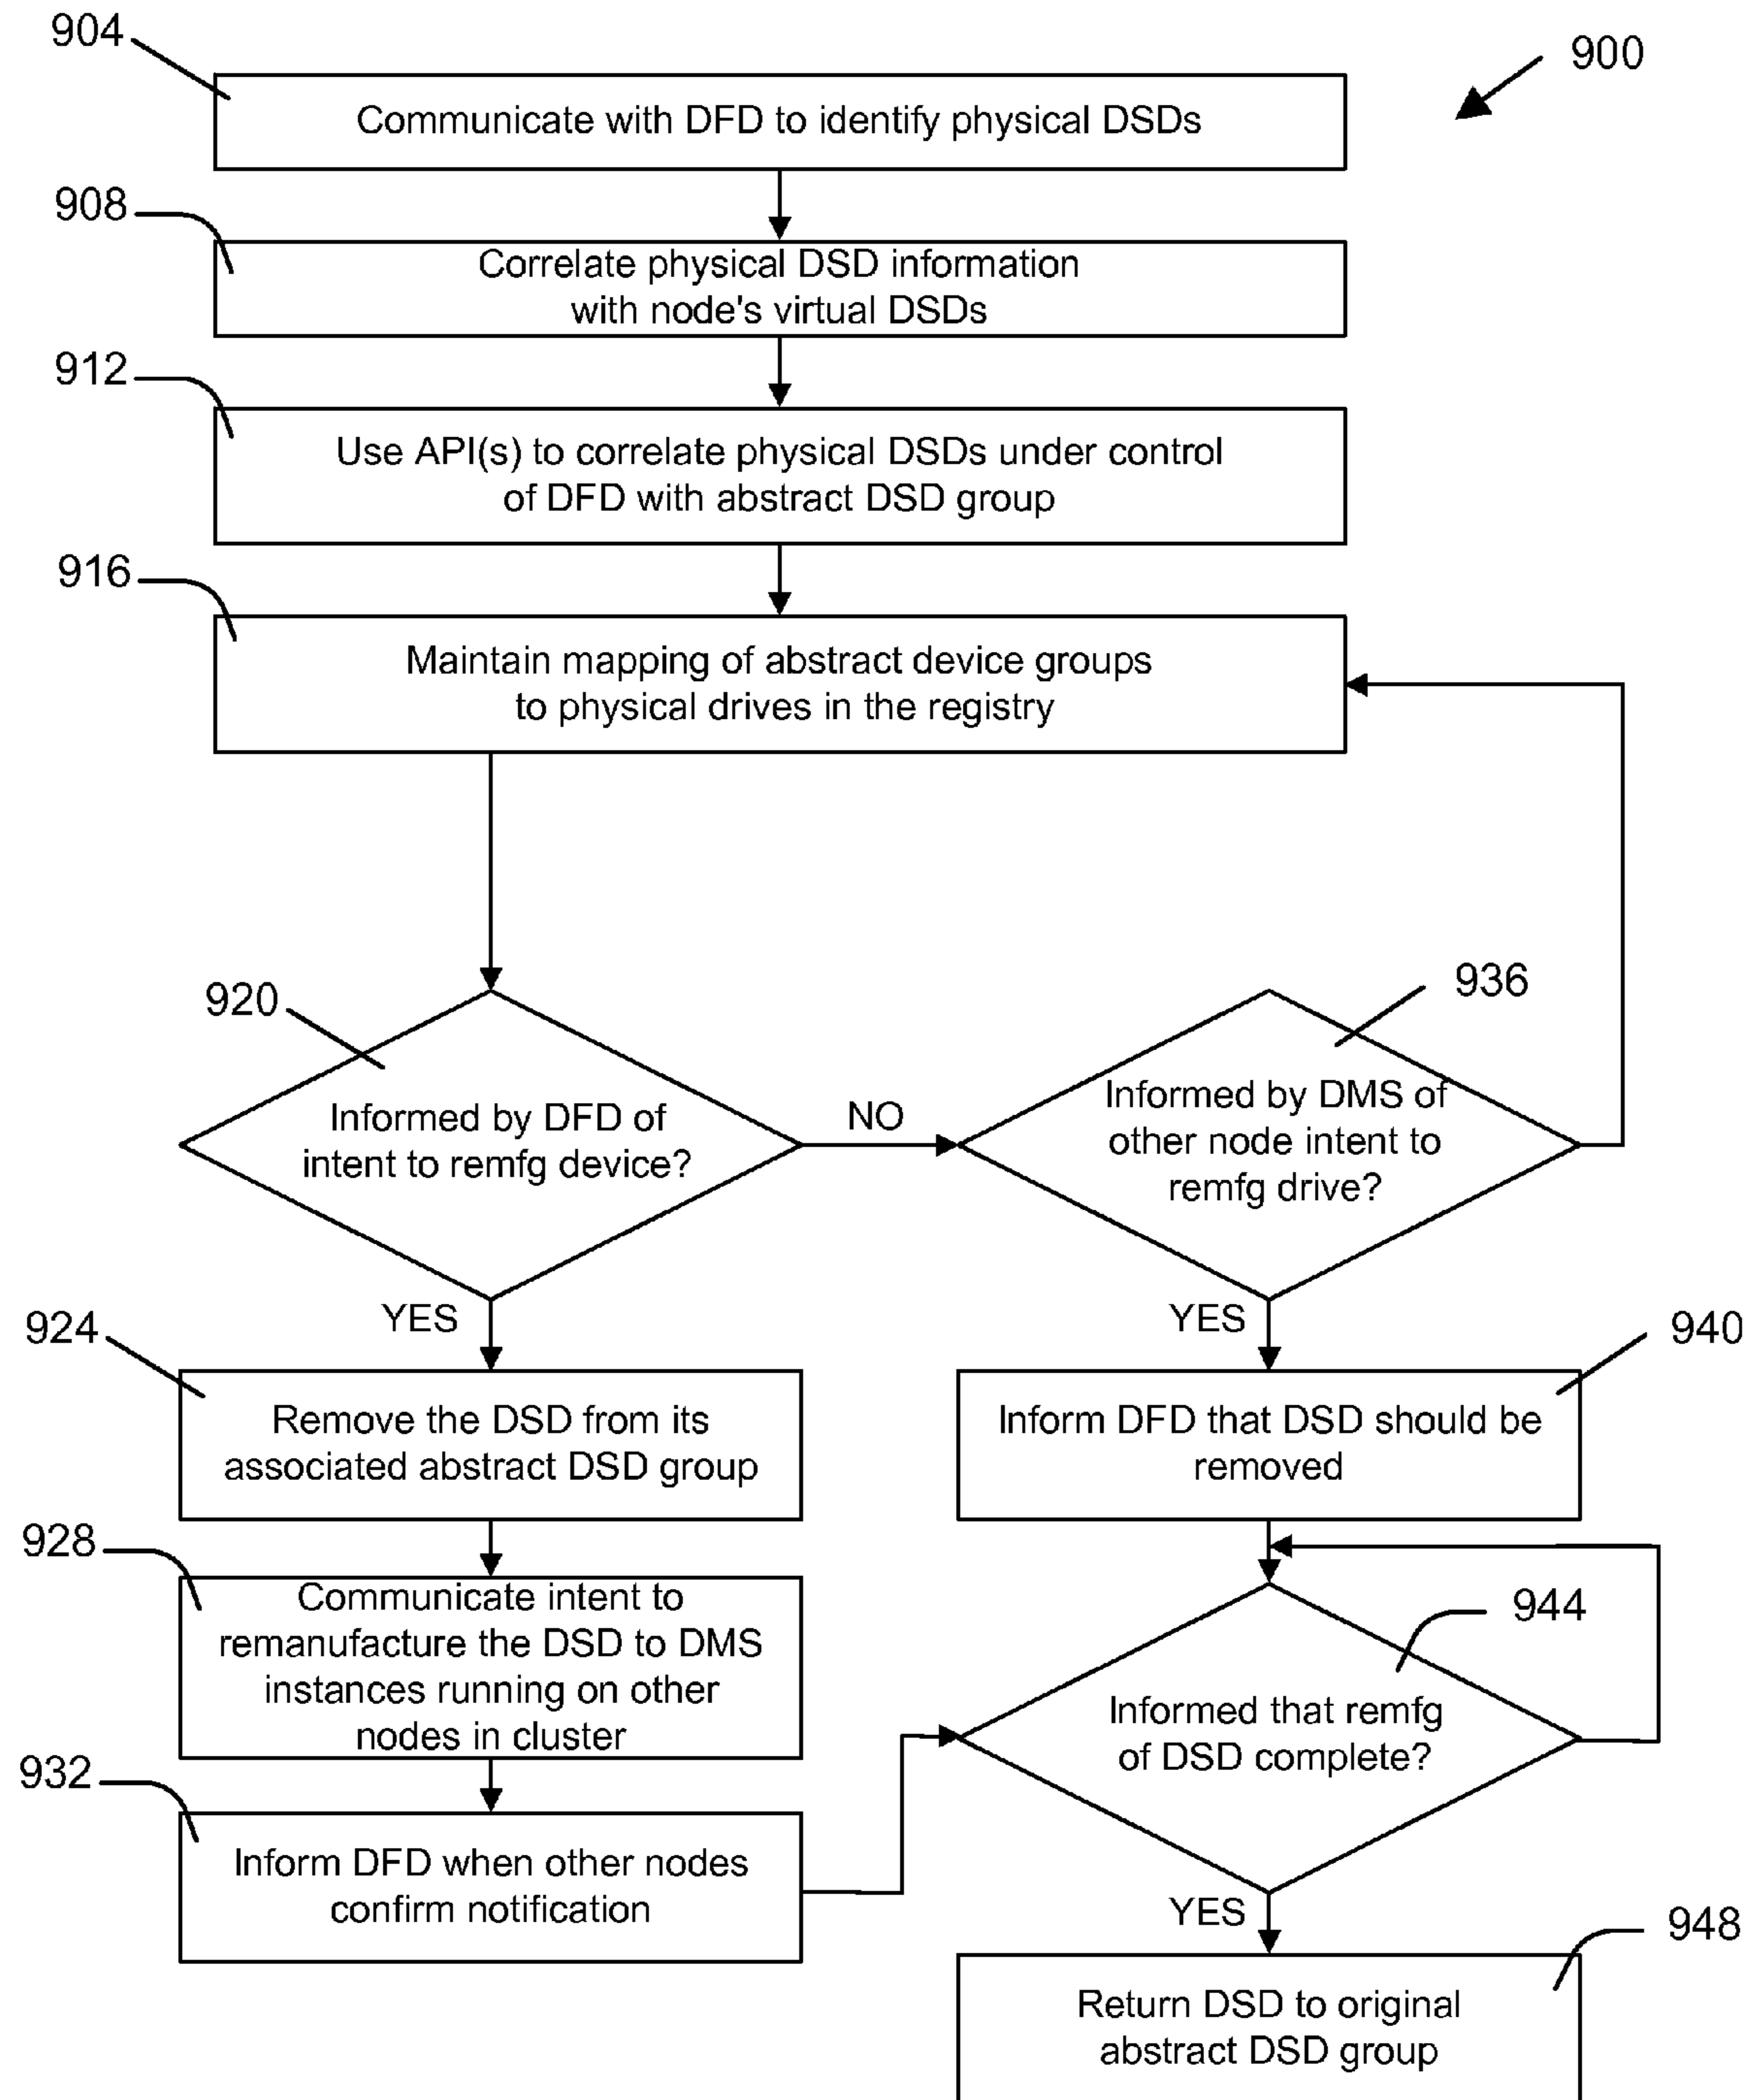 904
900
Communicate with DFD to identify physical DSDs
908
Correlate physical DSD information
with node's virtual DSDs
912
Use API(s) to correlate physical DSDs under control
of DFD with abstract DSD group
916
Maintain mapping of abstract device groups
to physical drives in the registry
920
936
Informed by DFD of
intent to remfg device?
NO
Informed by DMS of
other node intent to
remfg drive?
YES
YES
924
940
Remove the DSD from its
associated abstract DSD group
Inform DFD that DSD should be
removed
928
Communicate intent to
remanufacture the DSD to DMS
instances running on other
nodes in cluster
944
Informed that remfg
of DSD complete?
932
Inform DFD when other nodes
confirm notification
YES
948
Return DSD to original
abstract DSD group